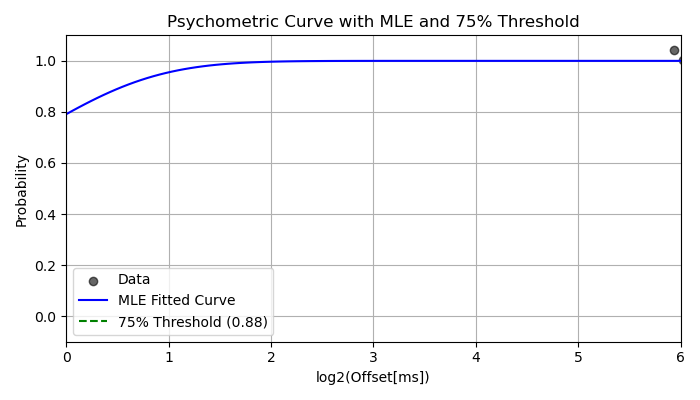 Psychometric Curve with MLE and 75% Threshold
Probability
1.0
0.8
0.6
0.4
0.2
0.0
Data
MLE Fitted Curve
75% Threshold (0.88)
0 1 2 3 4 5 6
log2(Offset[ms])